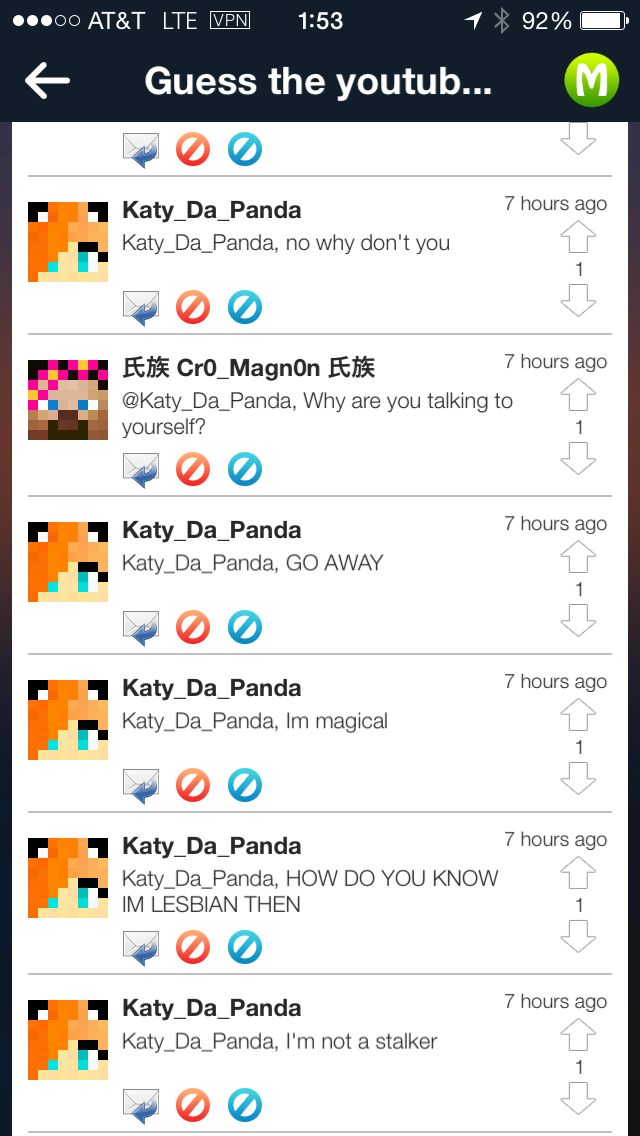 AT&T LTE VPN 1:53 92%
Guess the youtub... M
Katy_Da_Panda 7 hours ago
Katy_Da_Panda, no why don't you
1
氏族 Cr0_Magn0n 氏族 7 hours ago
@Katy_Da_Panda, Why are you talking to
yourself?
1
Katy_Da_Panda 7 hours ago
Katy_Da_Panda, GO AWAY
1
Katy_Da_Panda 7 hours ago
Katy_Da_Panda, Im magical
1
Katy_Da_Panda 7 hours ago
Katy_Da_Panda, HOW DO YOU KNOW
IM LESBIAN THEN
1
Katy_Da_Panda 7 hours ago
Katy_Da_Panda, I'm not a stalker
1